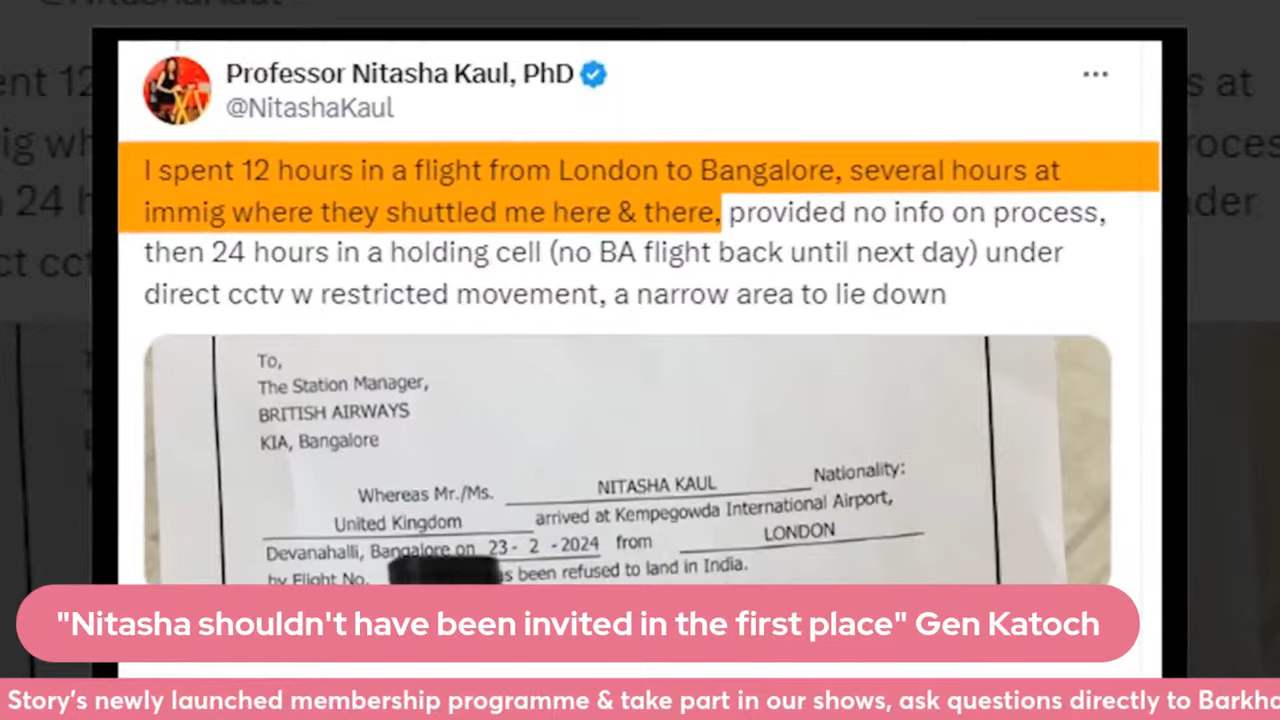 Professor Nitasha Kaul, PhD
@NitashaKaul
I spent 12 hours in a flight from London to Bangalore, several hours at
immig where they shuttled me here & there, provided no info on process,
then 24 hours in a holding cell (no BA flight back until next day) under
direct cctv w restricted movement, a narrow area to lie down
To,
The Station Manager,
BRITISH AIRWAYS
KIA, Bangalore
Whereas Mr./Ms. NITASHA KAUL Nationality:
United Kingdom arrived at Kempegowda International Airport,
Devanahalli, Bangalore on 23- 2 -2024 from LONDON
by Flight No. been refused to land in India.
"Nitasha shouldn't have been invited in the first place" Gen Katoch
Story's newly launched membership programme & take part in our shows, ask questions directly to Barkha